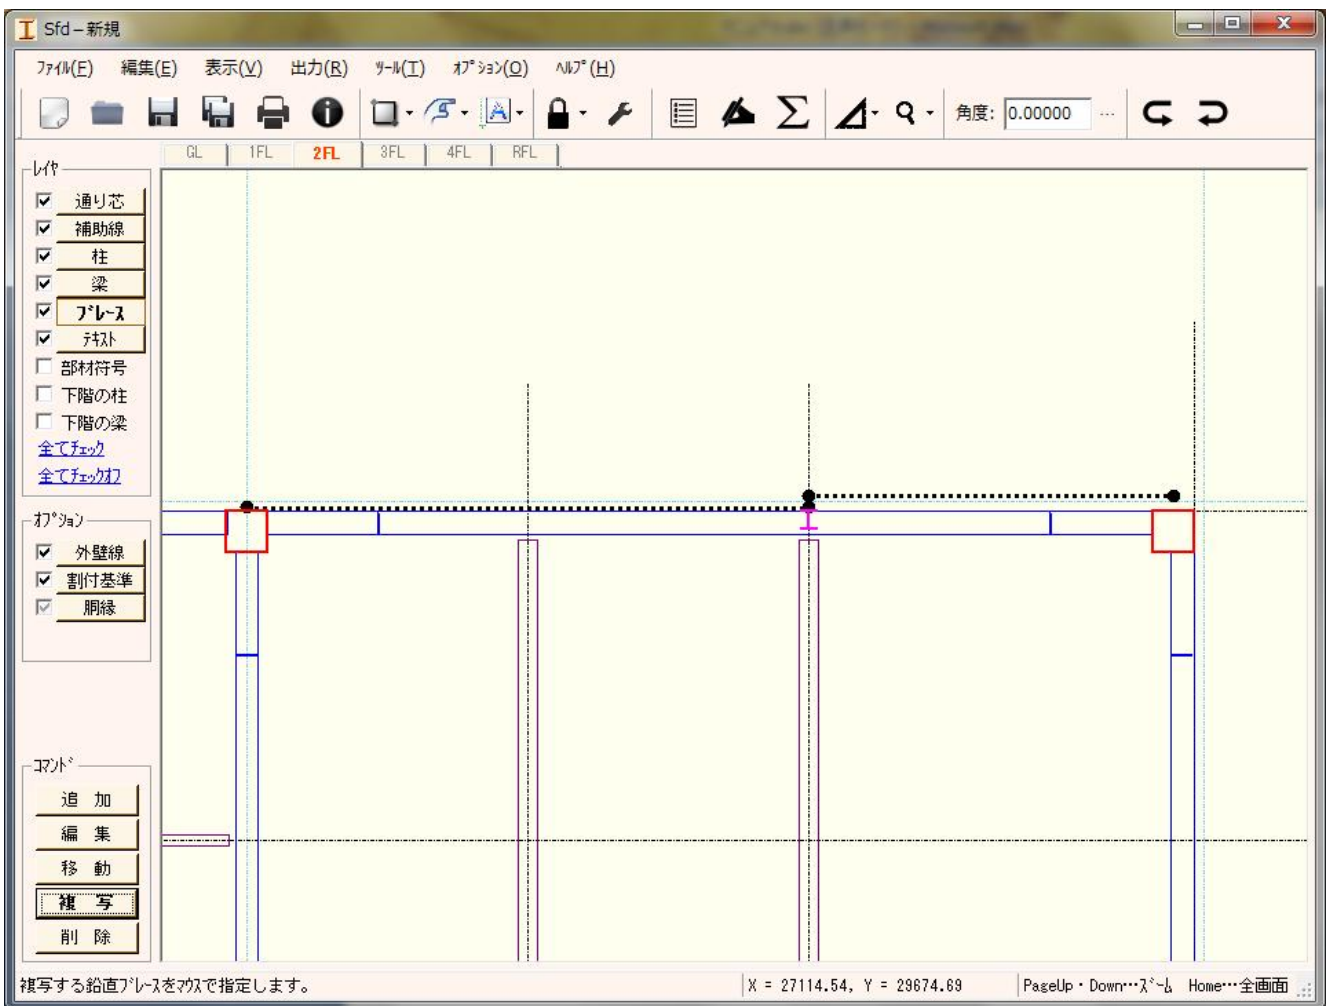 Sfd－新規
ﾌｧｲﾙ(F) 編集(E) 表示(V) 出力(R) ﾂｰﾙ(T) ｵﾌﾟｼｮﾝ(O) ﾍﾙﾌﾟ(H)
角度: 0.00000 ...
GL 1FL 2FL 3FL 4FL RFL
ﾚｲﾔ
通り芯
補助線
柱
梁
ﾌﾞﾚｰｽ
ﾃｷｽﾄ
部材符号
下階の柱
下階の梁
全てﾁｪｯｸ
全てﾁｪｯｸｵﾌ
ｵﾌﾟｼｮﾝ
外壁線
割付基準
胴縁
ｺﾏﾝﾄﾞ
追 加
編 集
移 動
複 写
削 除
複写する鉛直ﾌﾞﾚｰｽをﾏｳｽで指定します。 X = 27114.54, Y = 29674.69 PageUp・Down…ｽﾞｰﾑ Home…全画面